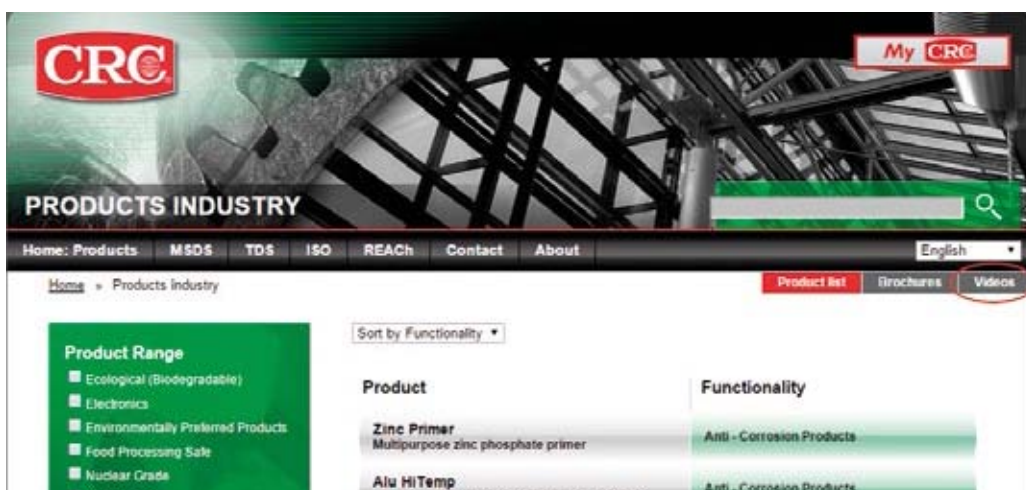 CRC
My CRC
PRODUCTS INDUSTRY
Home: Products MSDS TDS ISO REACh Contact About English
Home » Products industry
Product list Brochures Videos
Sort by Functionality
Product Range
Ecological (Biodegradable)
Electronics
Environmentally Preferred Products
Food Processing Safe
Nuclear Grade
Product Functionality
Zinc Primer
Multipurpose zinc phosphate primer
Anti - Corrosion Products
Alu HiTemp
Anti - Corrosion Products